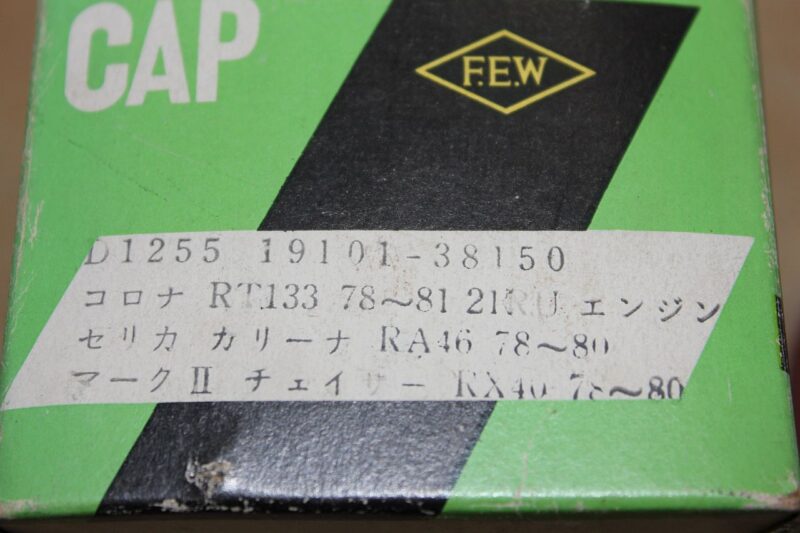 CAP
F.E.W
D1255 19101-38150
コロナ RT133 78～81 21R-U エンジン
セリカ カリーナ RA46 78～80
マークⅡ チェイサー RX40 78～80